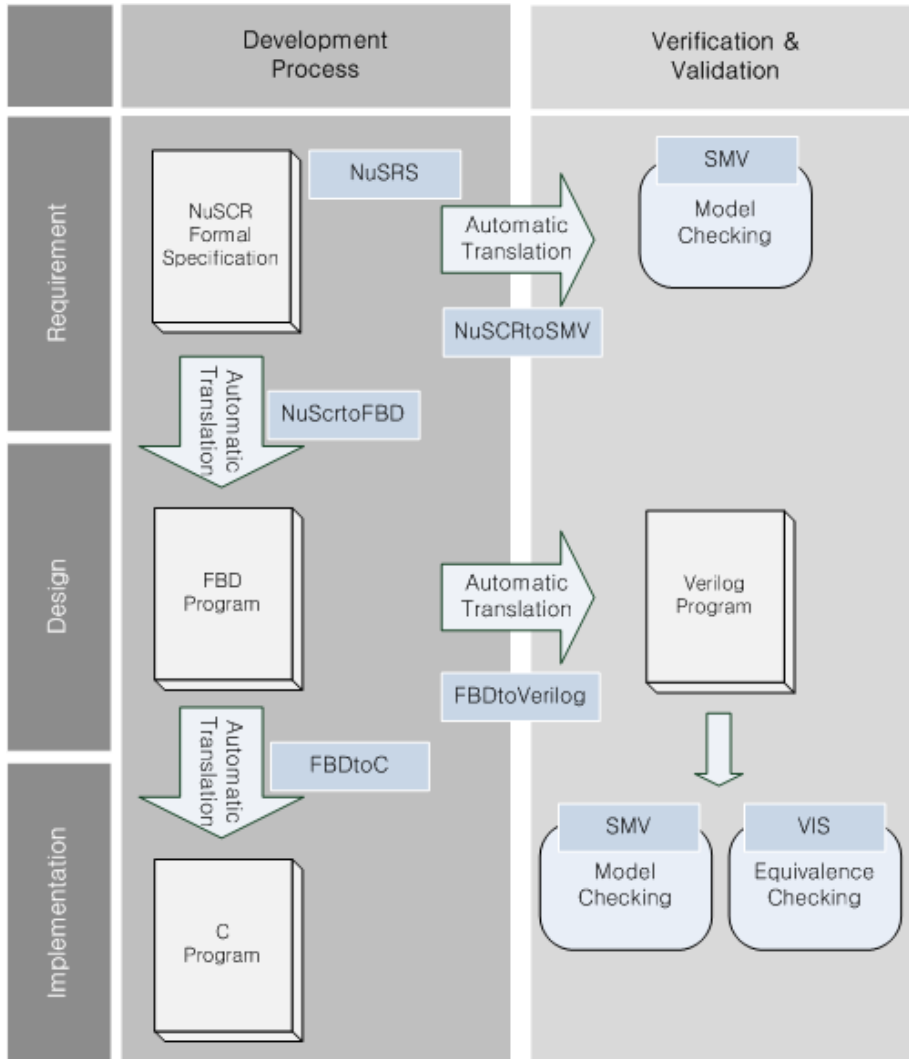 Development
Process
Verification &
Validation
Requirement
NuSCR
Formal
Specification
NuSRS
Automatic
Translation
NuSCRtoSMV
SMV
Model
Checking
Automatic
Translation
NuScrtoFBD
Design
FBD
Program
Automatic
Translation
FBDtoVerilog
Verilog
Program
Automatic
Translation
FBDtoC
Implementation
C
Program
SMV
Model
Checking
VIS
Equivalence
Checking